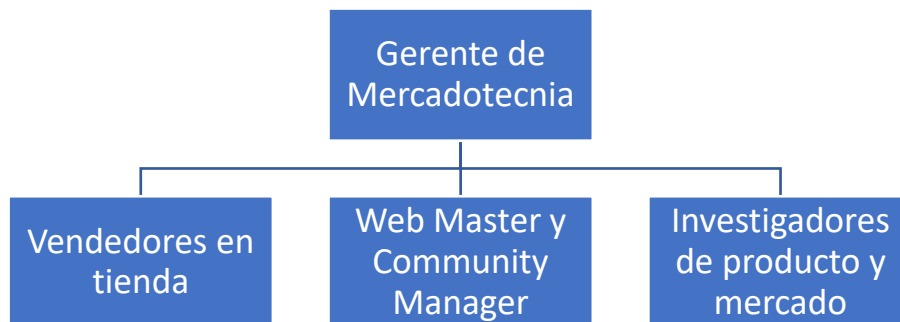 Gerente de
Mercadotecnia
Vendedores en
tienda
Web Master y
Community
Manager
Investigadores
de producto y
mercado